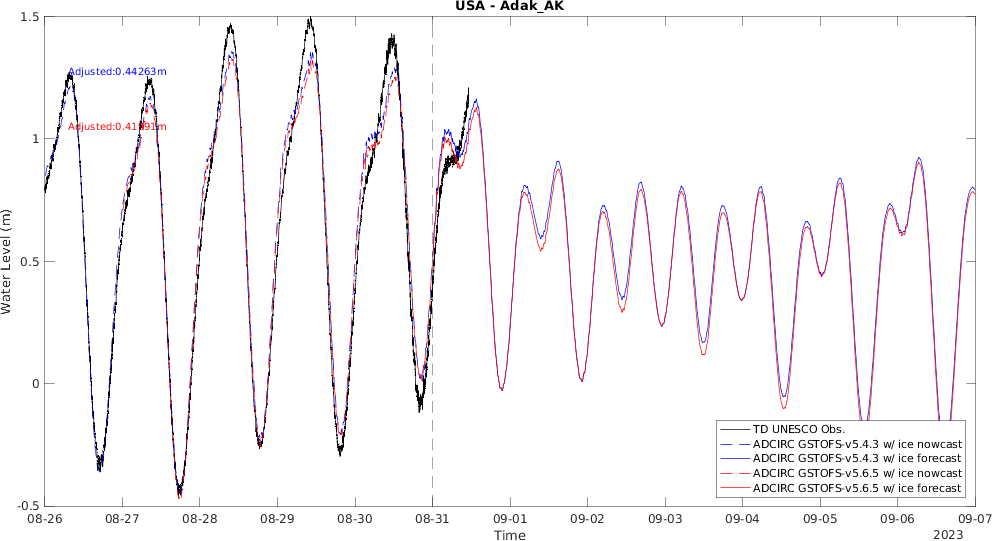 USA - Adak_AK
1.5
1
0.5
0
-0.5
Water Level (m)
Adjusted:0.44263m
TD UNESCO Obs.
ADCIRC GSTOFS-v5.4.3 w/ ice nowcast
ADCIRC GSTOFS-v5.4.3 w/ ice forecast
ADCIRC GSTOFS-v5.6.5 w/ ice nowcast
ADCIRC GSTOFS-v5.6.5 w/ ice forecast
08-26 08-27 08-28 08-29 08-30 08-31 09-01 09-02 09-03 09-04 09-05 09-06 09-07
Time
2023